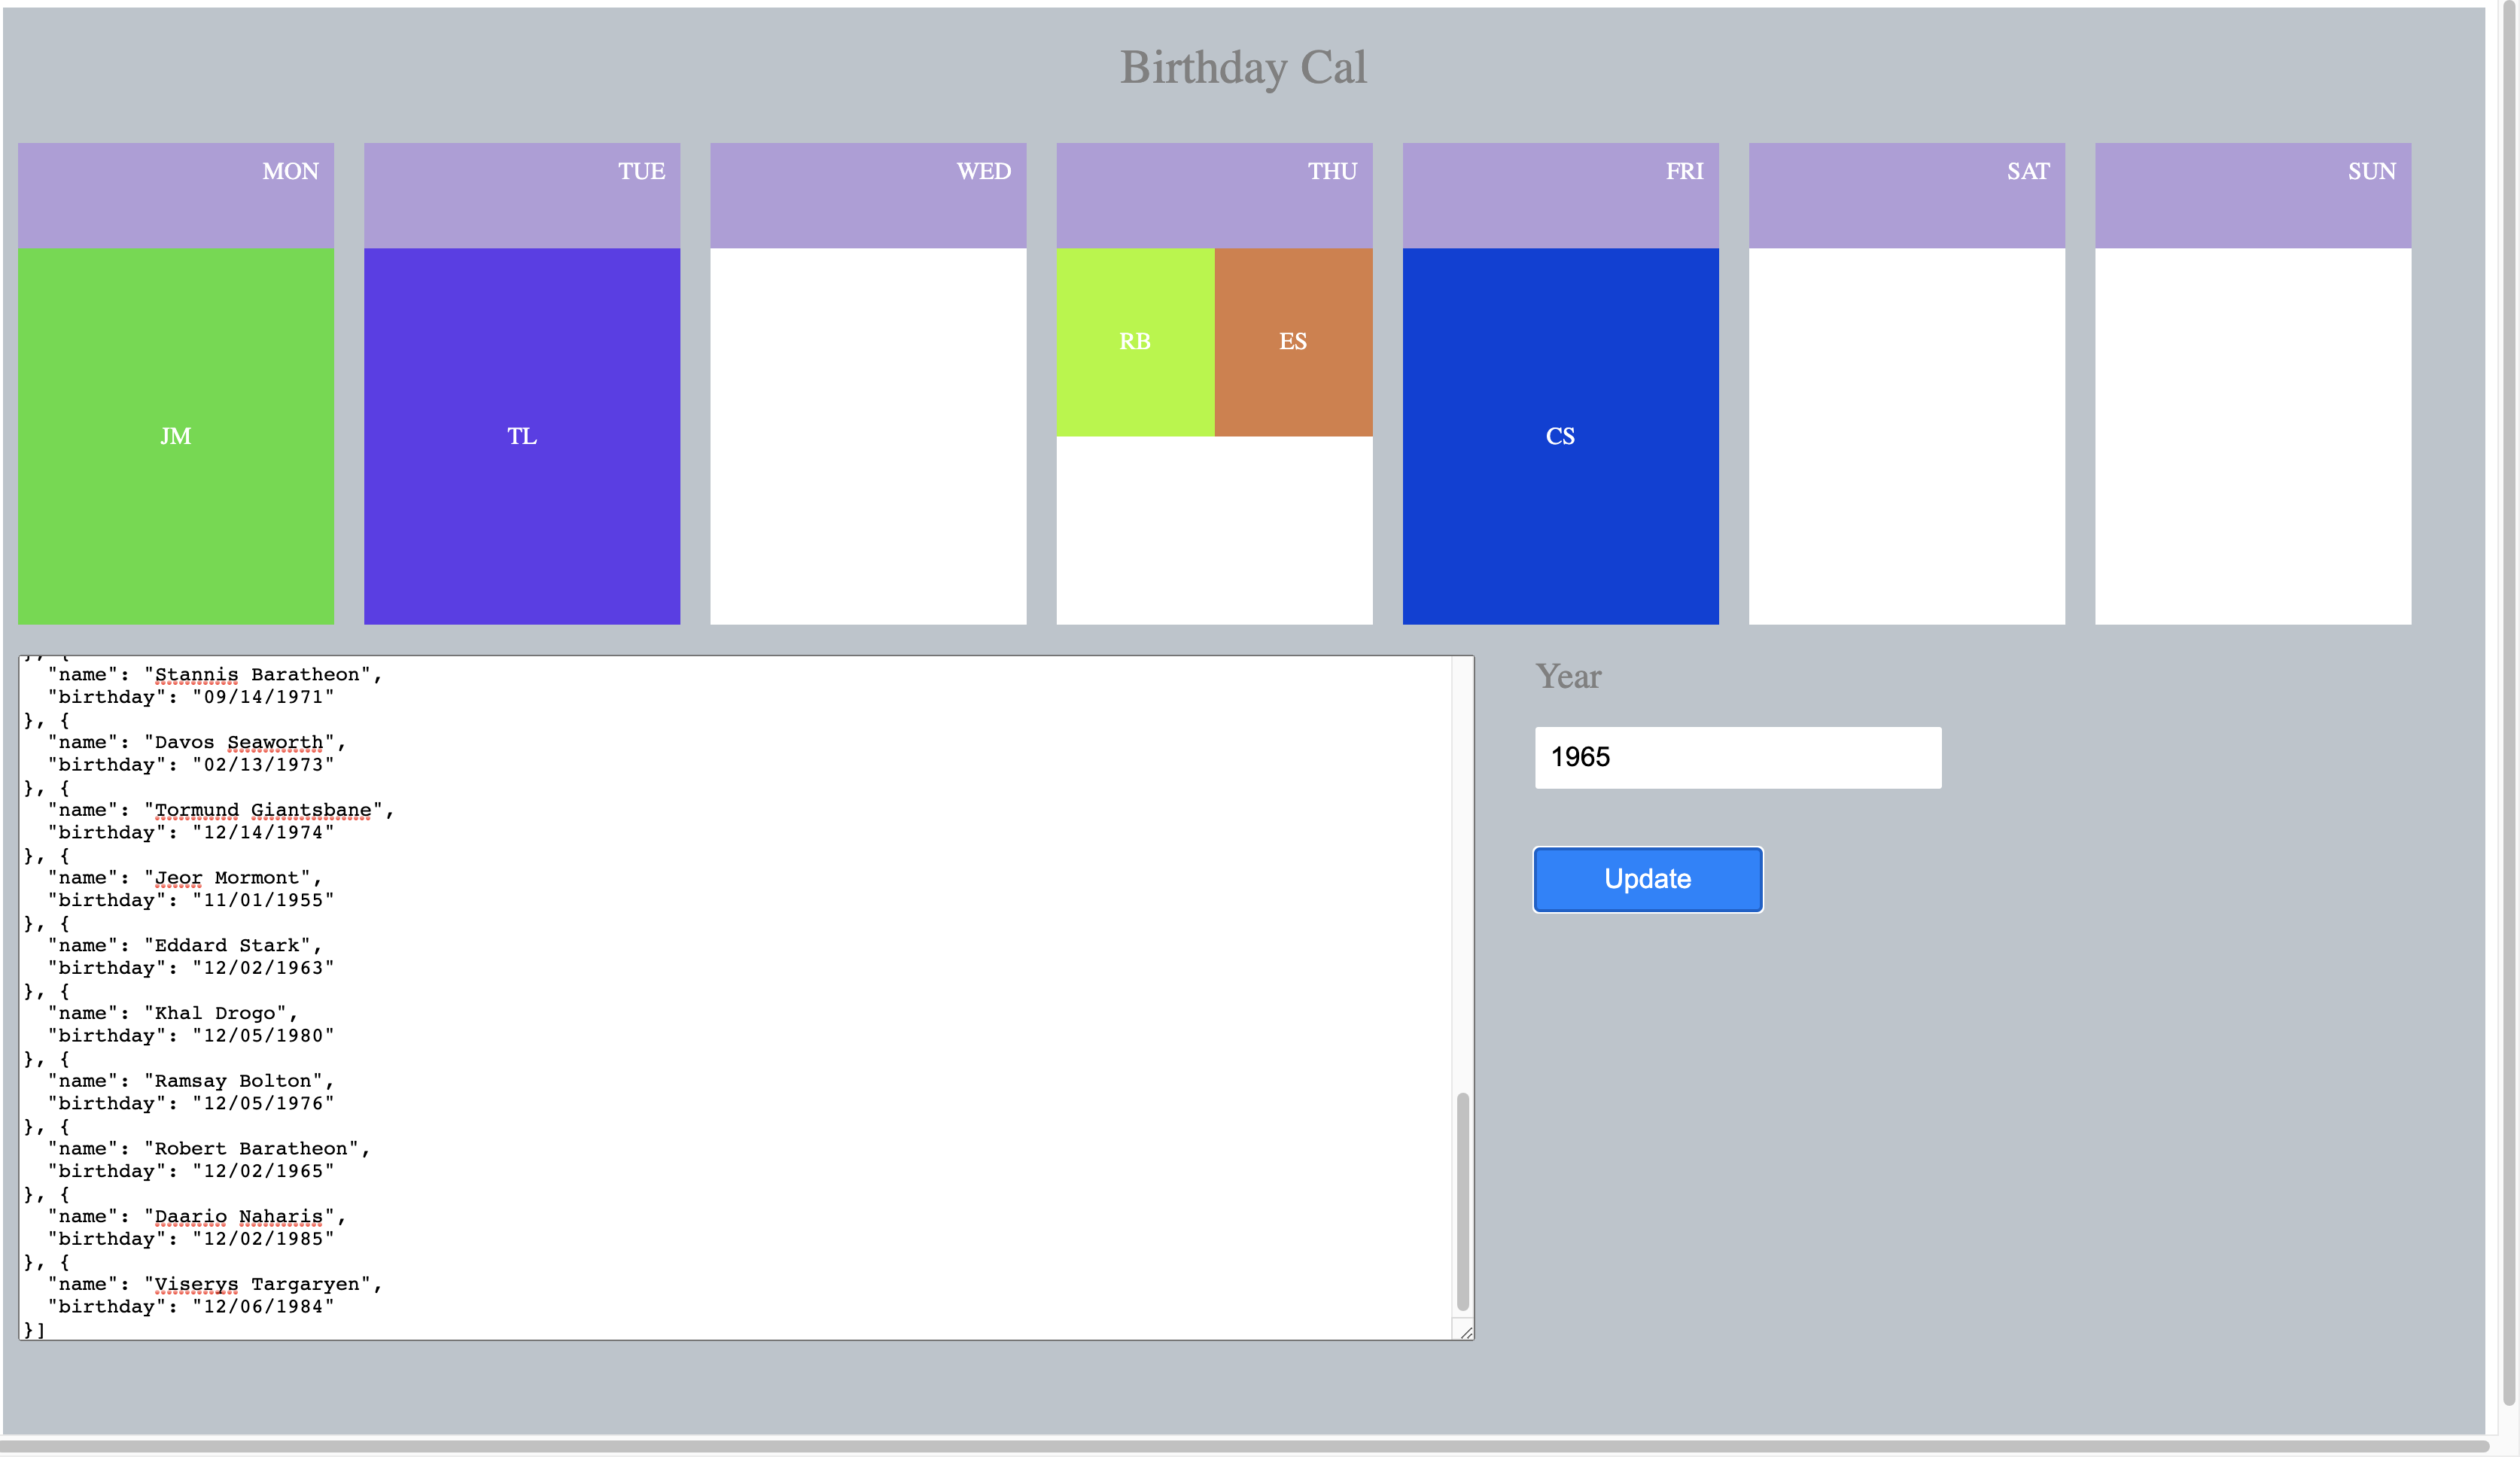 Birthday Cal
MON TUE WED THU FRI SAT SUN
RB ES
JM TL CS
}, {
"name": "Stannis Baratheon",
"birthday": "09/14/1971"
}, {
"name": "Davos Seaworth",
"birthday": "02/13/1973"
}, {
"name": "Tormund Giantsbane",
"birthday": "12/14/1974"
}, {
"name": "Jeor Mormont",
"birthday": "11/01/1955"
}, {
"name": "Eddard Stark",
"birthday": "12/02/1963"
}, {
"name": "Khal Drogo",
"birthday": "12/05/1980"
}, {
"name": "Ramsay Bolton",
"birthday": "12/05/1976"
}, {
"name": "Robert Baratheon",
"birthday": "12/02/1965"
}, {
"name": "Daario Naharis",
"birthday": "12/02/1985"
}, {
"name": "Viserys Targaryen",
"birthday": "12/06/1984"
}]
Year
1965
Update